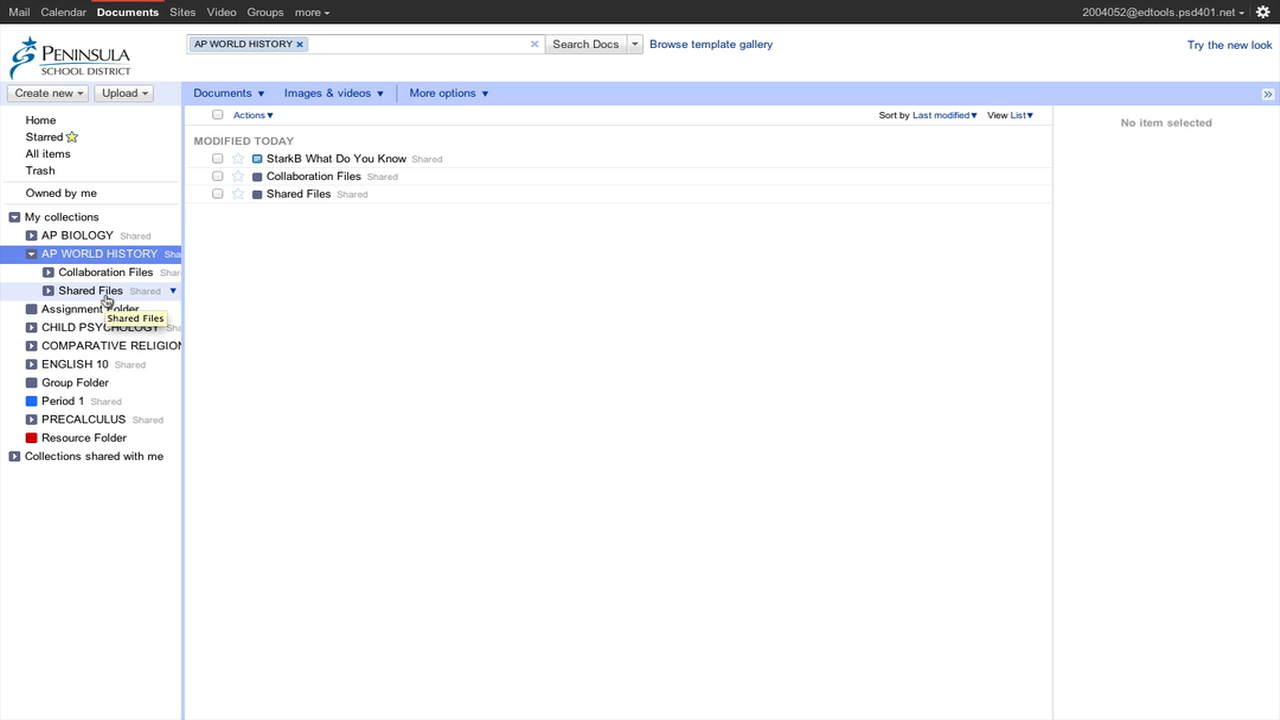 Mail Calendar Documents Sites Video Groups more 2004052@edtools.psd401.net
PENINSULA
SCHOOL DISTRICT
AP WORLD HISTORY Search Docs Browse template gallery Try the new look
Create new Upload Documents Images & videos More options
Actions Sort by Last modified View List
No item selected
Home
Starred
All items
Trash
Owned by me
My collections
AP BIOLOGY Shared
AP WORLD HISTORY Sha
Collaboration Files Shar
Shared Files Shared
Assignment Folder
Shared Files
CHILD PSYCHOLOGY Sha
COMPARATIVE RELIGION
ENGLISH 10 Shared
Group Folder
Period 1 Shared
PRECALCULUS Shared
Resource Folder
Collections shared with me
MODIFIED TODAY
StarkB What Do You Know Shared
Collaboration Files Shared
Shared Files Shared